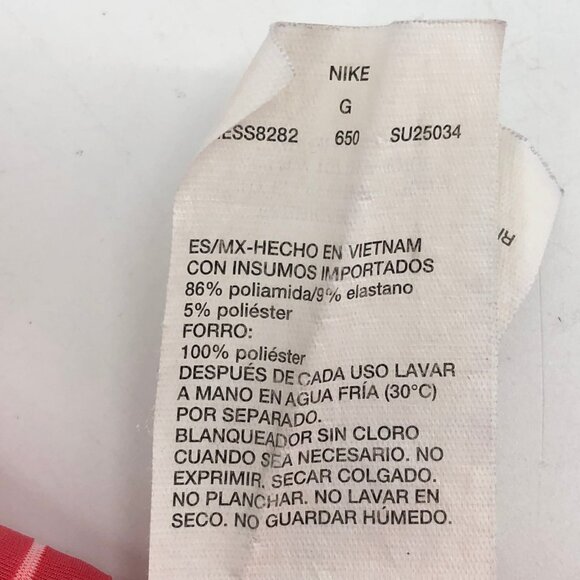 NIKE
G
ESS8282 650 SU25034
ES/MX-HECHO EN VIETNAM
CON INSUMOS IMPORTADOS
86% poliamida/9% elastano
5% poliéster
FORRO:
100% poliéster
DESPUÉS DE CADA USO LAVAR
A MANO EN AGUA FRÍA (30°C)
POR SEPARADO.
BLANQUEADOR SIN CLORO
CUANDO SEA NECESARIO. NO
EXPRIMIR, SECAR COLGADO.
NO PLANCHAR. NO LAVAR EN
SECO. NO GUARDAR HÚMEDO.